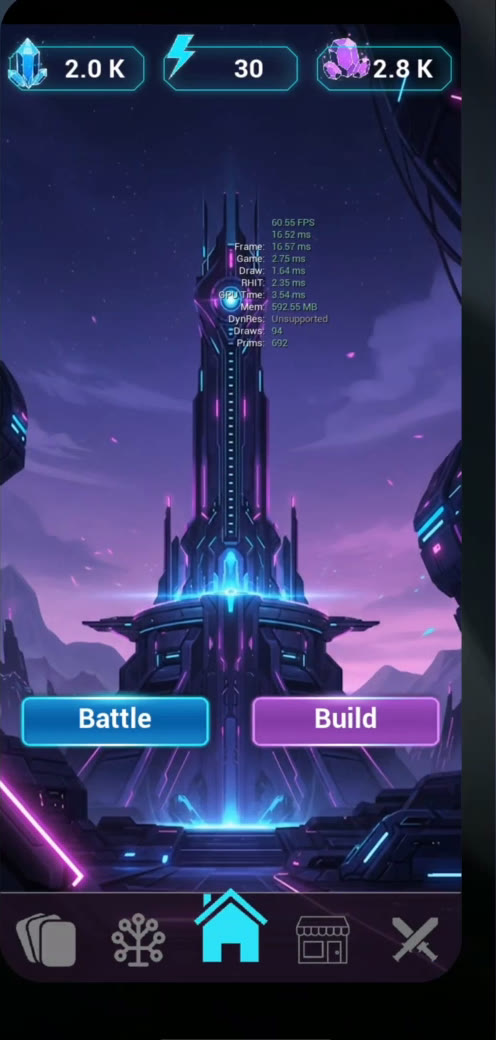 2.0 K
30
2.8 K
60.55 FPS
16.52 ms
Frame: 16.57 ms
Game: 2.75 ms
Draw: 1.64 ms
RHIT: 2.35 ms
GPU Time: 3.54 ms
Mem: 592.55 MB
DynRes: Unsupported
Draws: 94
Prims: 692
Battle
Build